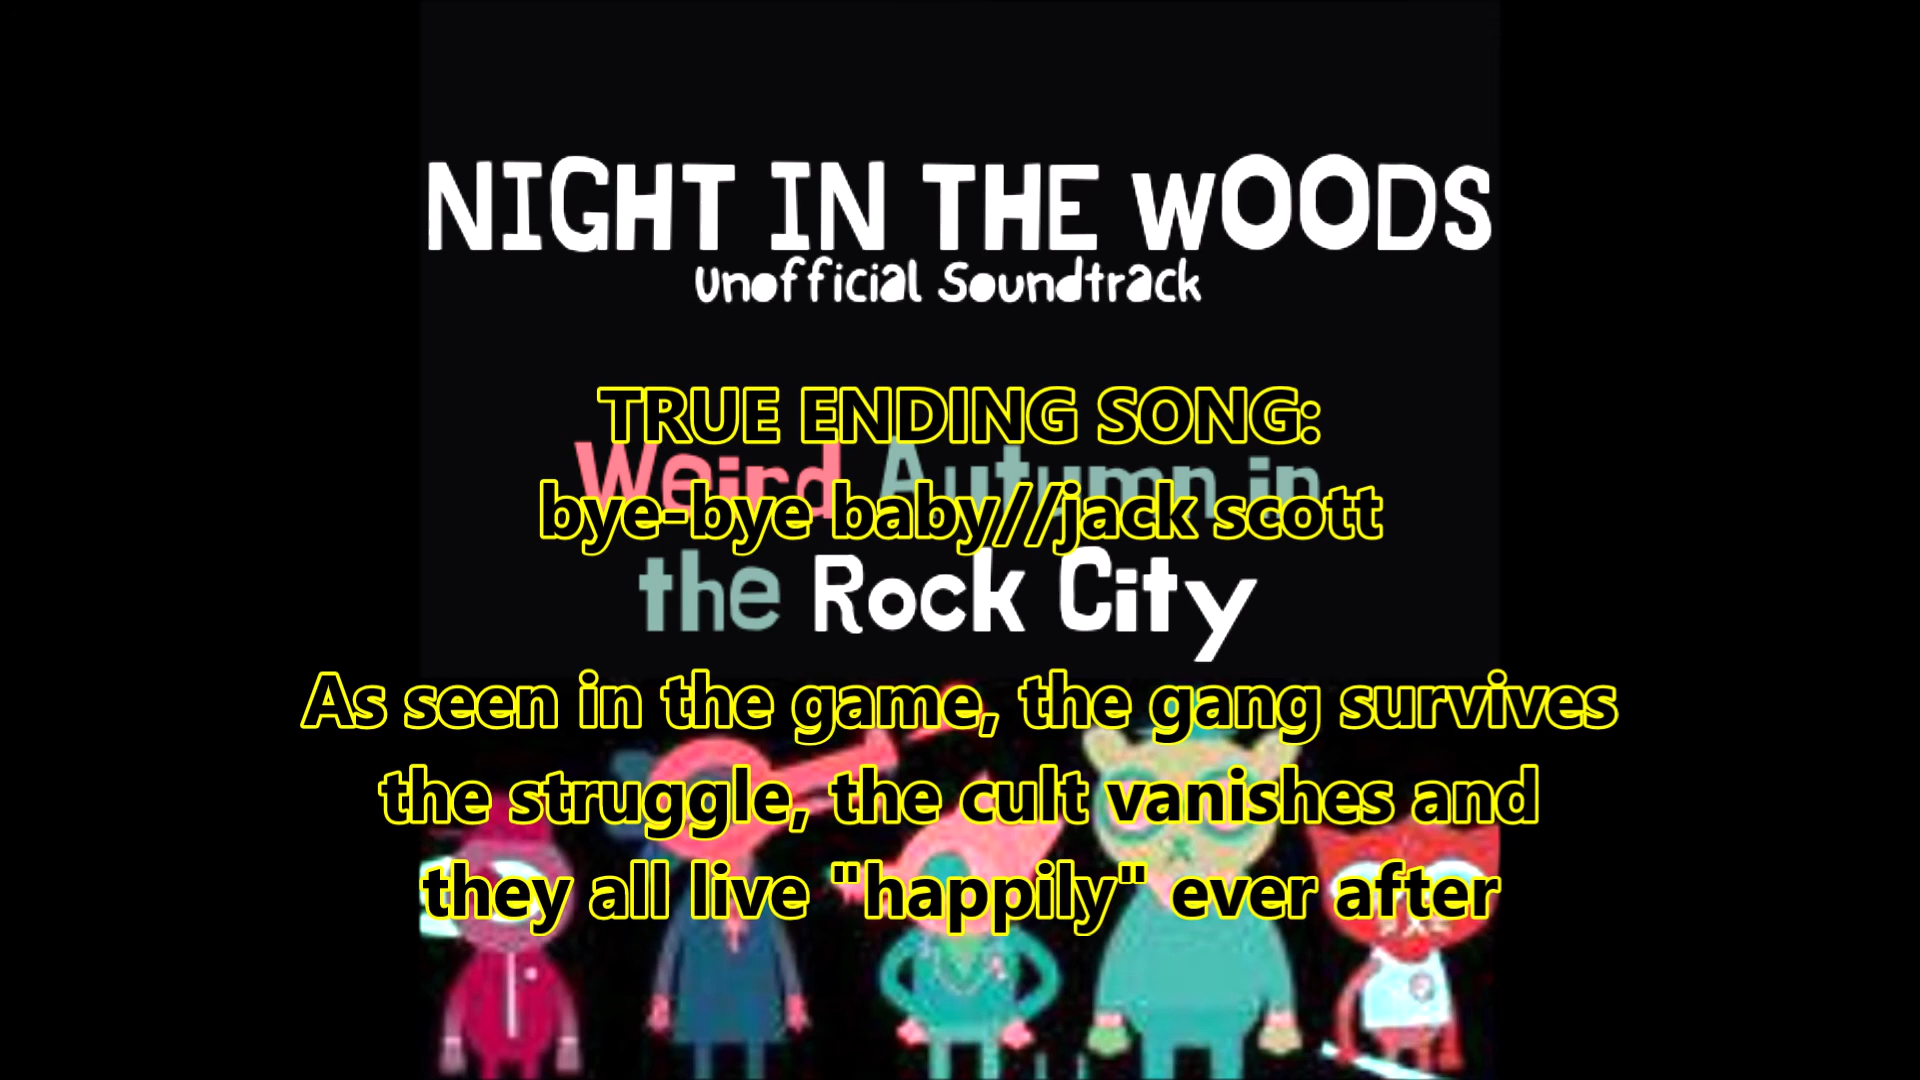 NIGHT IN THE WOODS
Unofficial Soundtrack
TRUE ENDING SONG:
Weird Autumn in
bye-bye baby//jack scott
the Rock City
As seen in the game, the gang survives
the struggle, the cult vanishes and
they all live "happily" ever after